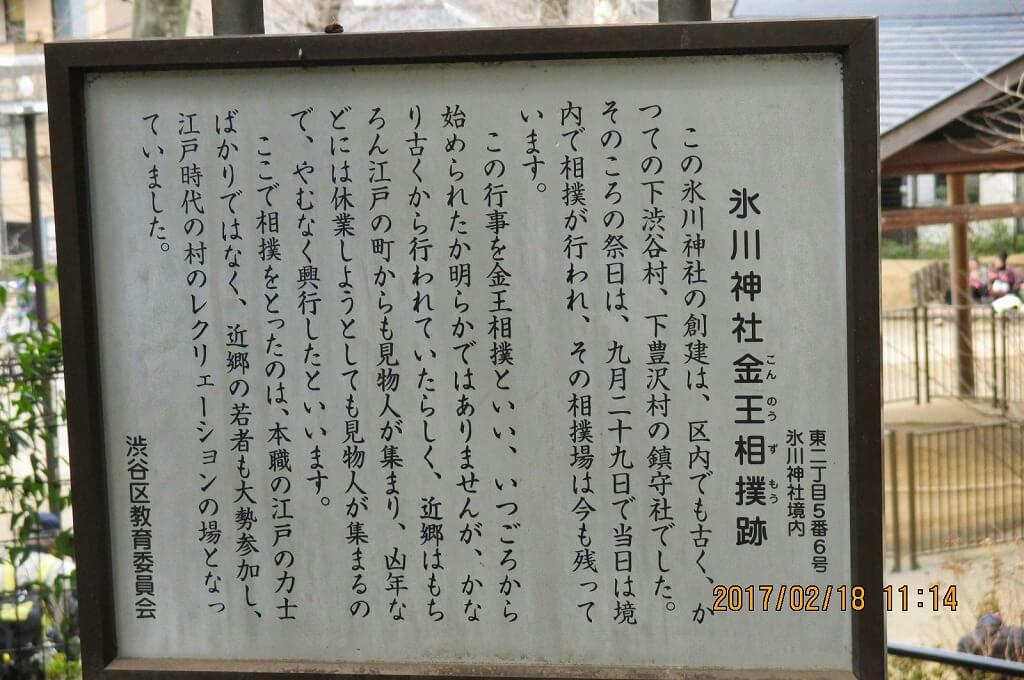 東二丁目5番6号
氷川神社境内
氷川神社金王相撲跡
こんのうずもう
この氷川神社の創建は、区内でも古く、か
つての下渋谷村、下豊沢村の鎮守社でした。
そのころの祭日は、九月二十九日で当日は境
内で相撲が行われ、その相撲場は今も残って
います。
この行事を金王相撲といい、いつごろから
始められたか明らかではありませんが、かな
り古くから行われていたらしく、近郷はもち
ろん江戸の町からも見物人が集まり、凶年な
どには休業しようとしても見物人が集まるの
で、やむなく興行したといいます。
ここで相撲をとったのは、本職の江戸の力士
ばかりではなく、近郷の若者も大勢参加し、
江戸時代の村のレクリェーションの場となっ
ていました。
渋谷区教育委員会
2017/02/18 11:14